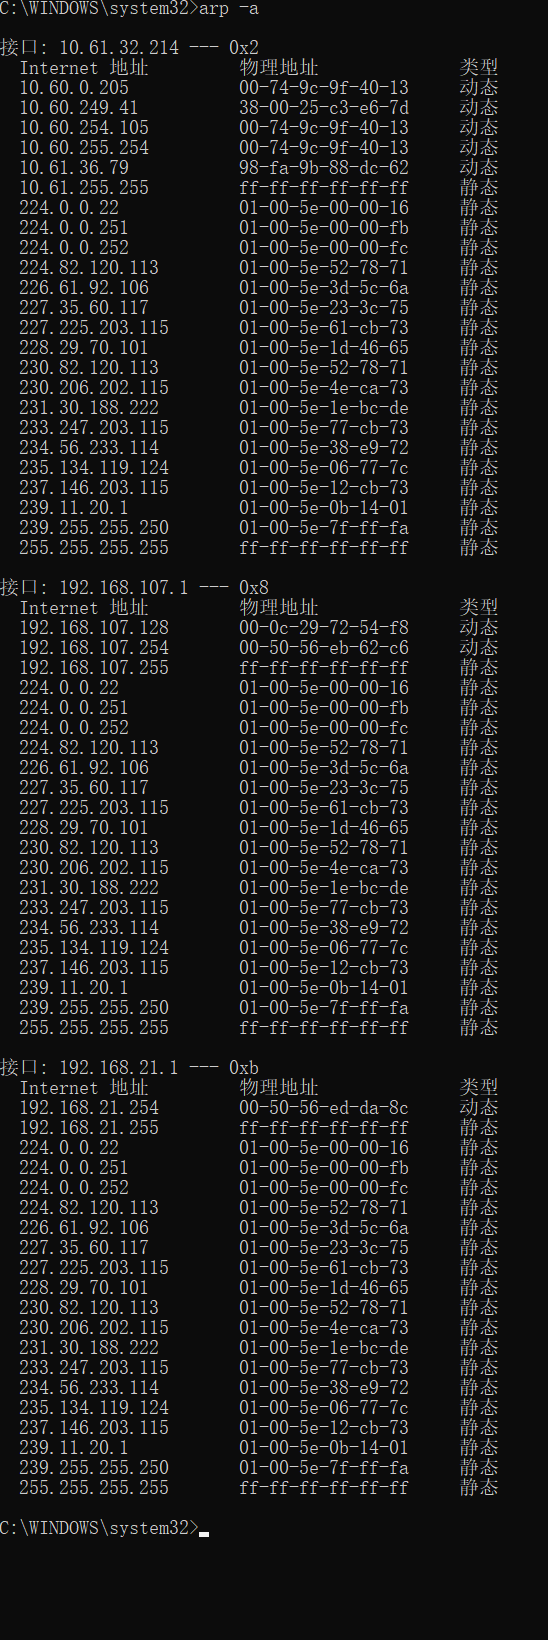 C:\WINDOWS\system32>arp -a
接口: 10.61.32.214 --- 0x2
Internet 地址 物理地址 类型
10.60.0.205 00-74-9c-9f-40-13 动态
10.60.249.41 38-00-25-c3-e6-7d 动态
10.60.254.105 00-74-9c-9f-40-13 动态
10.60.255.254 00-74-9c-9f-40-13 动态
10.61.36.79 98-fa-9b-88-dc-62 动态
10.61.255.255 ff-ff-ff-ff-ff-ff 静态
224.0.0.22 01-00-5e-00-00-16 静态
224.0.0.251 01-00-5e-00-00-fb 静态
224.0.0.252 01-00-5e-00-00-fc 静态
224.82.120.113 01-00-5e-52-78-71 静态
226.61.92.106 01-00-5e-3d-5c-6a 静态
227.35.60.117 01-00-5e-23-3c-75 静态
227.225.203.115 01-00-5e-61-cb-73 静态
228.29.70.101 01-00-5e-1d-46-65 静态
230.82.120.113 01-00-5e-52-78-71 静态
230.206.202.115 01-00-5e-4e-ca-73 静态
231.30.188.222 01-00-5e-1e-bc-de 静态
233.247.203.115 01-00-5e-77-cb-73 静态
234.56.233.114 01-00-5e-38-e9-72 静态
235.134.119.124 01-00-5e-06-77-7c 静态
237.146.203.115 01-00-5e-12-cb-73 静态
239.11.20.1 01-00-5e-0b-14-01 静态
239.255.255.250 01-00-5e-7f-ff-fa 静态
255.255.255.255 ff-ff-ff-ff-ff-ff 静态
接口: 192.168.107.1 --- 0x8
Internet 地址 物理地址 类型
192.168.107.128 00-0c-29-72-54-f8 动态
192.168.107.254 00-50-56-eb-62-c6 动态
192.168.107.255 ff-ff-ff-ff-ff-ff 静态
224.0.0.22 01-00-5e-00-00-16 静态
224.0.0.251 01-00-5e-00-00-fb 静态
224.0.0.252 01-00-5e-00-00-fc 静态
224.82.120.113 01-00-5e-52-78-71 静态
226.61.92.106 01-00-5e-3d-5c-6a 静态
227.35.60.117 01-00-5e-23-3c-75 静态
227.225.203.115 01-00-5e-61-cb-73 静态
228.29.70.101 01-00-5e-1d-46-65 静态
230.82.120.113 01-00-5e-52-78-71 静态
230.206.202.115 01-00-5e-4e-ca-73 静态
231.30.188.222 01-00-5e-1e-bc-de 静态
233.247.203.115 01-00-5e-77-cb-73 静态
234.56.233.114 01-00-5e-38-e9-72 静态
235.134.119.124 01-00-5e-06-77-7c 静态
237.146.203.115 01-00-5e-12-cb-73 静态
239.11.20.1 01-00-5e-0b-14-01 静态
239.255.255.250 01-00-5e-7f-ff-fa 静态
255.255.255.255 ff-ff-ff-ff-ff-ff 静态
接口: 192.168.21.1 --- 0xb
Internet 地址 物理地址 类型
192.168.21.254 00-50-56-ed-da-8c 动态
192.168.21.255 ff-ff-ff-ff-ff-ff 静态
224.0.0.22 01-00-5e-00-00-16 静态
224.0.0.251 01-00-5e-00-00-fb 静态
224.0.0.252 01-00-5e-00-00-fc 静态
224.82.120.113 01-00-5e-52-78-71 静态
226.61.92.106 01-00-5e-3d-5c-6a 静态
227.35.60.117 01-00-5e-23-3c-75 静态
227.225.203.115 01-00-5e-61-cb-73 静态
228.29.70.101 01-00-5e-1d-46-65 静态
230.82.120.113 01-00-5e-52-78-71 静态
230.206.202.115 01-00-5e-4e-ca-73 静态
231.30.188.222 01-00-5e-1e-bc-de 静态
233.247.203.115 01-00-5e-77-cb-73 静态
234.56.233.114 01-00-5e-38-e9-72 静态
235.134.119.124 01-00-5e-06-77-7c 静态
237.146.203.115 01-00-5e-12-cb-73 静态
239.11.20.1 01-00-5e-0b-14-01 静态
239.255.255.250 01-00-5e-7f-ff-fa 静态
255.255.255.255 ff-ff-ff-ff-ff-ff 静态
C:\WINDOWS\system32>